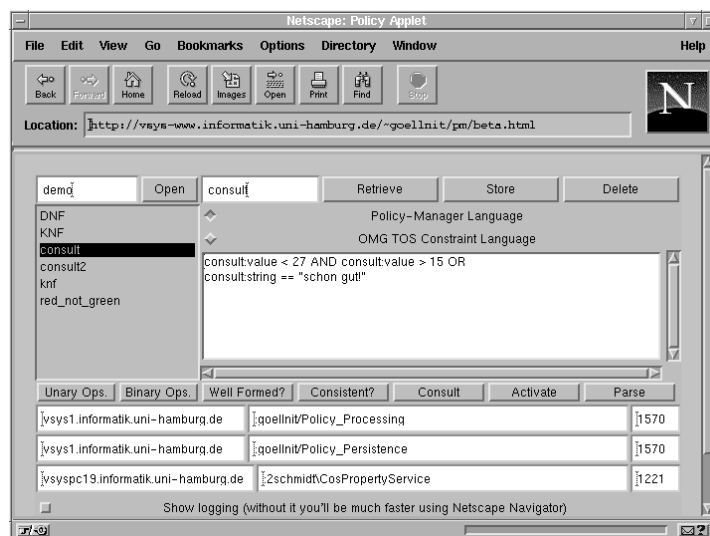 Netscape: Policy Applet
File Edit View Go Bookmarks Options Directory Window Help
Back Forward Home Reload Images Open Print Find Stop
N
Location: http://vsys-www.informatik.uni-hamburg.de/~goellnit/pm/beta.html
demo Open consult Retrieve Store Delete
DNF
KNF
consult
consult2
knf
red_not_green
Policy-Manager Language
OMG TOS Constraint Language
consult:value < 27 AND consult:value > 15 OR
consult:string == "schon gut!"
Unary Ops. Binary Ops. Well Formed? Consistent? Consult Activate Parse
vsys1.informatik.uni-hamburg.de :goellnit/Policy_Processing 1570
vsys1.informatik.uni-hamburg.de :goellnit/Policy_Persistence 1570
vsyspc19.informatik.uni-hamburg.de :2schmidt\CosPropertyService 1221
Show logging (without it you'll be much faster using Netscape Navigator)